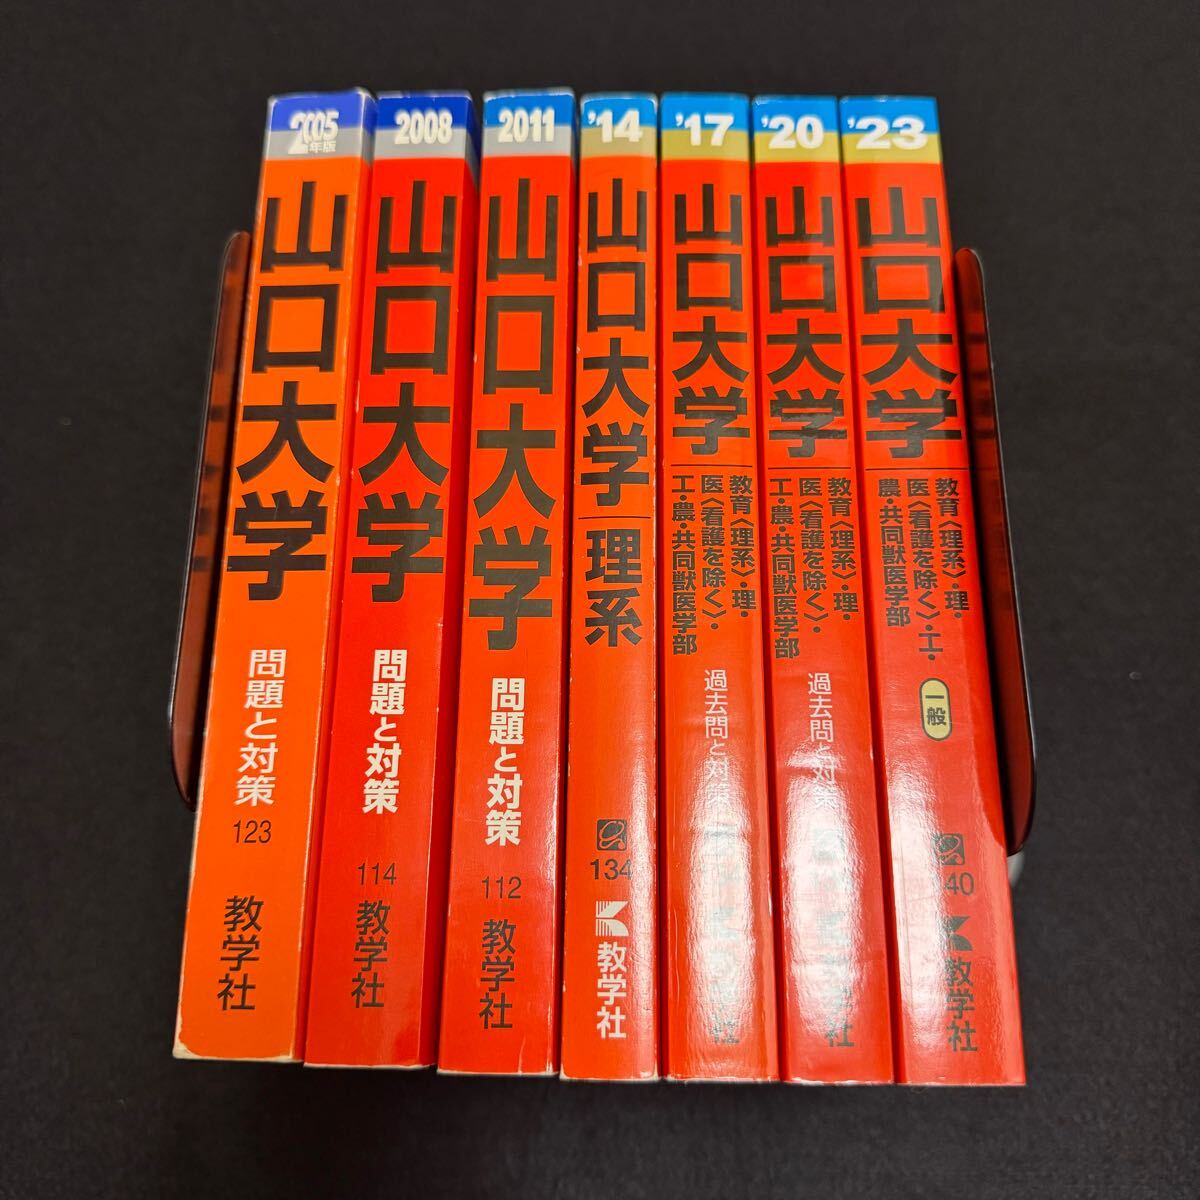 2005
年版
山口大学
問題と対策
123
教学社
2008
山口大学
問題と対策
114
教学社
2011
山口大学
問題と対策
112
教学社
'14
山口大学
理系
134
教学社
'17
山口大学
教育〈理系〉・理・
医〈看護を除く〉・
工・農・共同獣医学部
過去問と対策
'20
山口大学
教育〈理系〉・理・
医〈看護を除く〉・
工・農・共同獣医学部
過去問と対策
'23
山口大学
教育〈理系〉・理・
医〈看護を除く〉・工・
農・共同獣医学部
一般
教学社